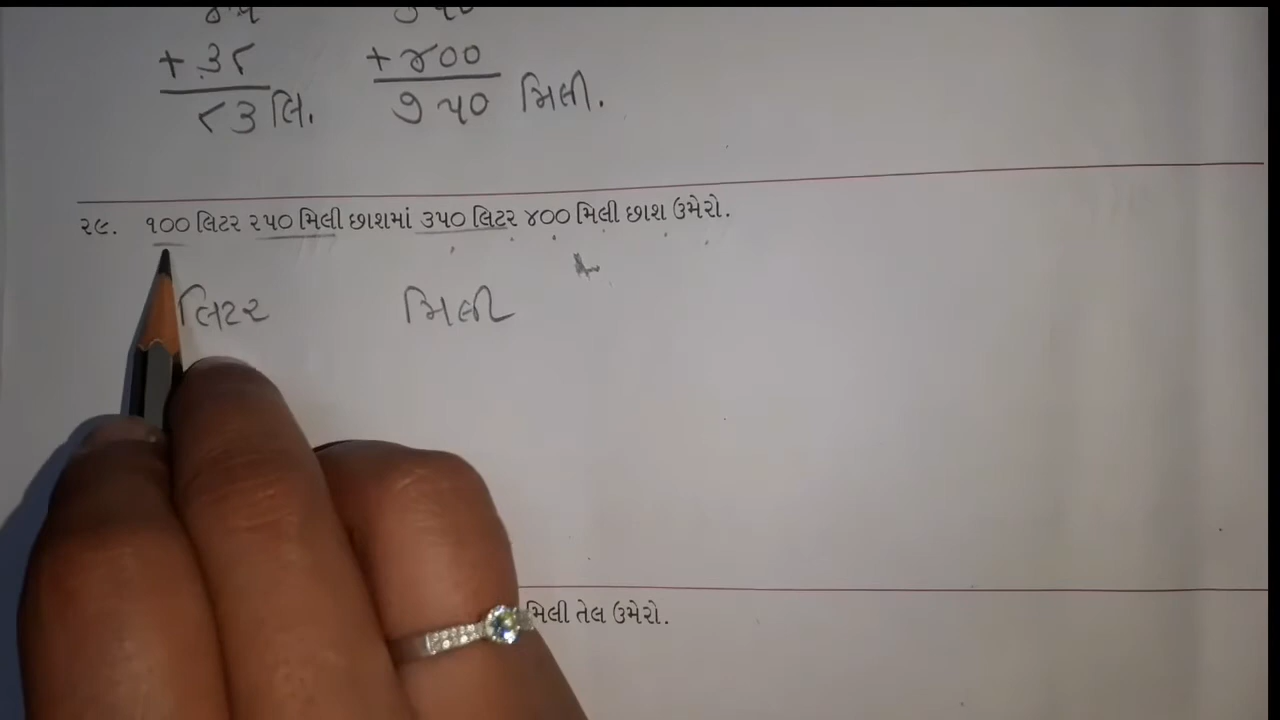 + ૩૮ + ૪૦૦
૮૩ લિ. ૭૫૦ મિલી.
૨૯. ૧૦૦ લિટર ૨૫૦ મિલી છાશમાં ૩૫૦ લિટર ૪૦૦ મિલી છાશ ઉમેરો.
લિટર મિલી
મિલી તેલ ઉમેરો.